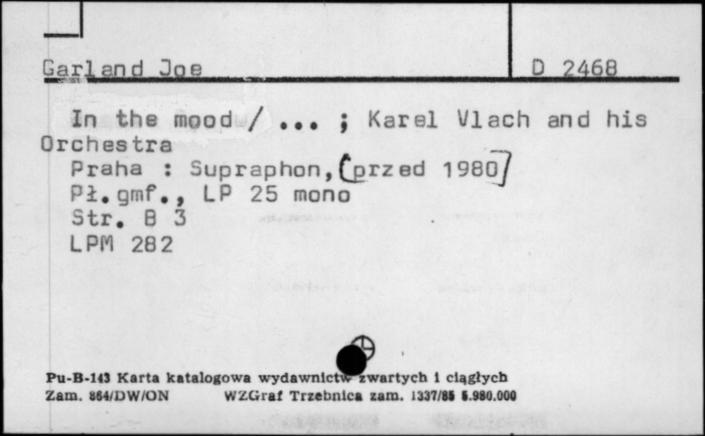 Garland Joe D 2468
In the mood / ... ; Karel Vlach and his
Orchestra
Praha : Supraphon, [przed 1980]
Pł.gmf., LP 25 mono
Str. B 3
LPM 282
Pu-B-143 Karta katalogowa wydawnictw zwartych i ciągłych
Zam. 864/DW/ON WZGraf Trzebnica zam. 1337/85 5.980.000